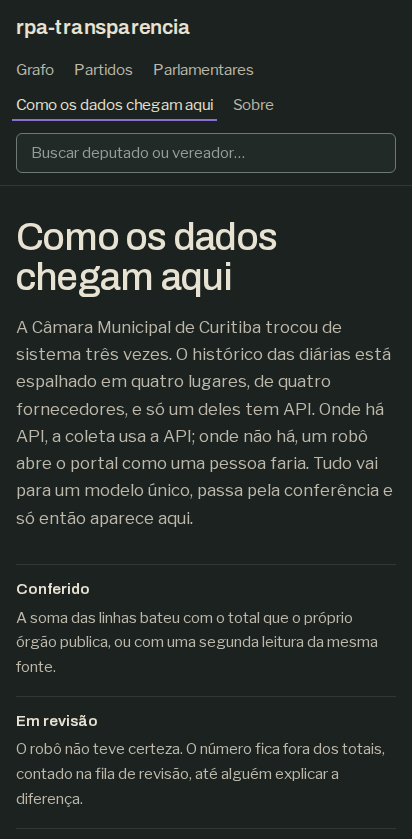 rpa-transparencia
Grafo Partidos Parlamentares
Como os dados chegam aqui Sobre
Buscar deputado ou vereador...
Como os dados
chegam aqui
A Câmara Municipal de Curitiba trocou de
sistema três vezes. O histórico das diárias está
espalhado em quatro lugares, de quatro
fornecedores, e só um deles tem API. Onde há
API, a coleta usa a API; onde não há, um robô
abre o portal como uma pessoa faria. Tudo vai
para um modelo único, passa pela conferência e
só então aparece aqui.
Conferido
A soma das linhas bateu com o total que o próprio
órgão publica, ou com uma segunda leitura da mesma
fonte.
Em revisão
O robô não teve certeza. O número fica fora dos totais,
contado na fila de revisão, até alguém explicar a
diferença.